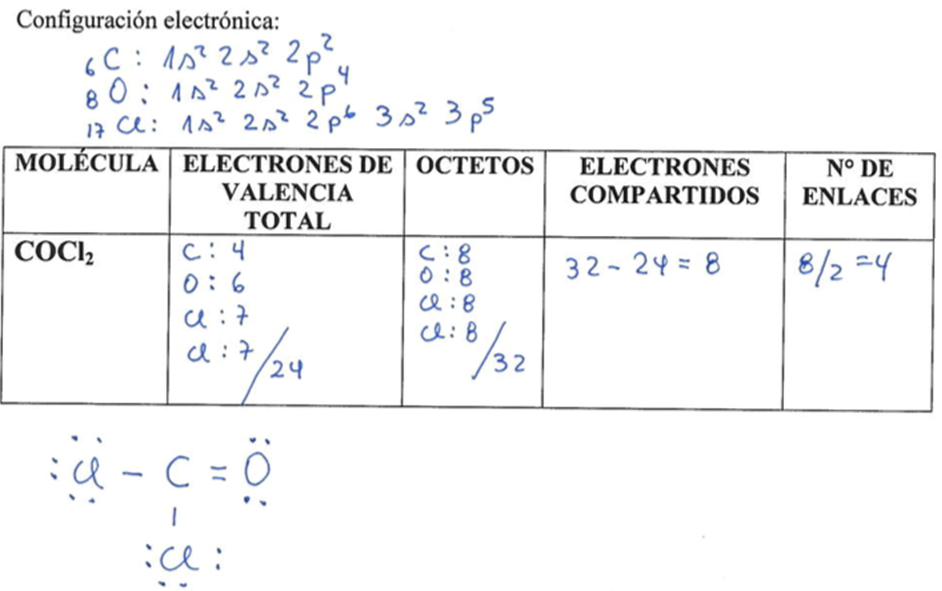 Configuración electrónica:
₆C : 1s² 2s² 2p²
₈O : 1s² 2s² 2p⁴
₁₇Cl : 1s² 2s² 2p⁶ 3s² 3p⁵
MOLÉCULA
ELECTRONES DE
VALENCIA
TOTAL
OCTETOS
ELECTRONES
COMPARTIDOS
Nº DE
ENLACES
COCl₂
C : 4
O : 6
Cl : 7
Cl : 7 /24
C : 8
O : 8
Cl : 8
Cl : 8 /32
32 - 24 = 8
8/2 = 4
:Cl - C = O
|
:Cl :